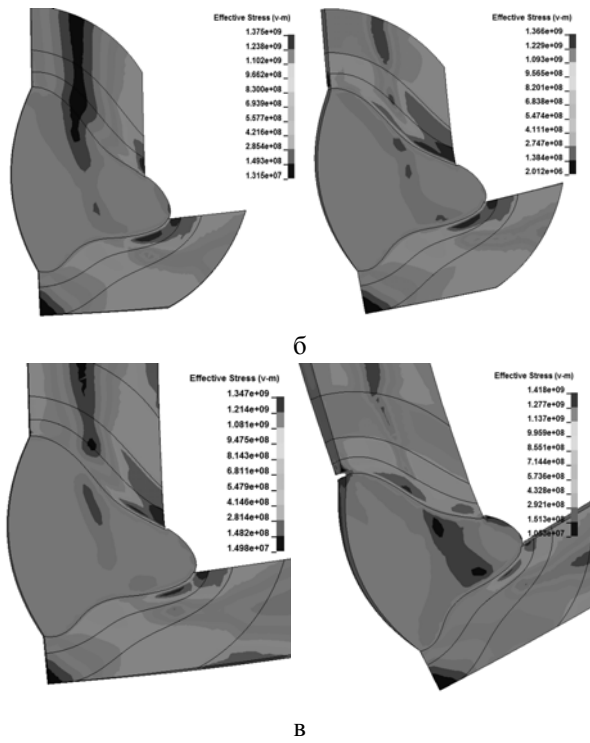 Effective Stress (v-m)
1.375e+09
1.238e+09
1.102e+09
9.662e+08
8.300e+08
6.939e+08
5.577e+08
4.216e+08
2.854e+08
1.493e+08
1.315e+07
Effective Stress (v-m)
1.366e+09
1.229e+09
1.093e+09
9.565e+08
8.201e+08
6.838e+08
5.474e+08
4.111e+08
2.747e+08
1.384e+08
2.012e+06
б
Effective Stress (v-m)
1.347e+09
1.214e+09
1.081e+09
9.475e+08
8.143e+08
6.811e+08
5.479e+08
4.146e+08
2.814e+08
1.482e+08
1.498e+07
Effective Stress (v-m)
1.418e+09
1.277e+09
1.137e+09
9.959e+08
8.551e+08
7.144e+08
5.736e+08
4.328e+08
2.921e+08
1.513e+08
в